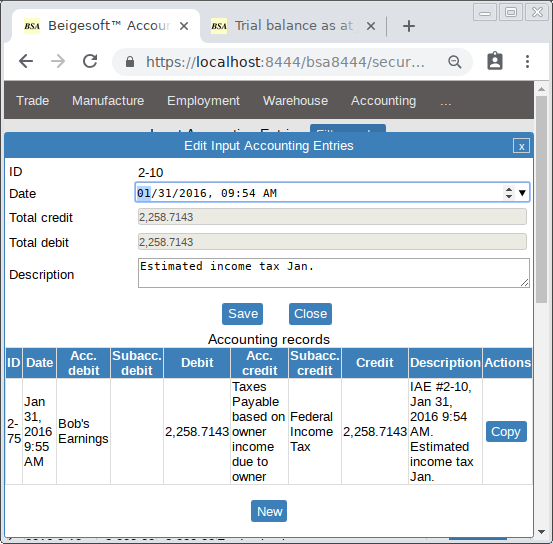 BSA Beigesoft™ Accour
BSA Trial balance as at
https://localhost:8444/bsa8444/secur...
Trade Manufacture Employment Warehouse Accounting ...
Edit Input Accounting Entries x
ID 2-10
Date 01/31/2016, 09:54 AM
Total credit 2,258.7143
Total debit 2,258.7143
Description Estimated income tax Jan.
Save Close
Accounting records
ID Date Acc. debit Subacc. debit Debit Acc. credit Subacc. credit Credit Description Actions
2-75
Jan 31, 2016 9:55 AM
Bob's Earnings
2,258.7143
Taxes Payable based on owner income due to owner
Federal Income Tax
2,258.7143
IAE #2-10, Jan 31, 2016 9:54 AM. Estimated income tax Jan.
Copy
New